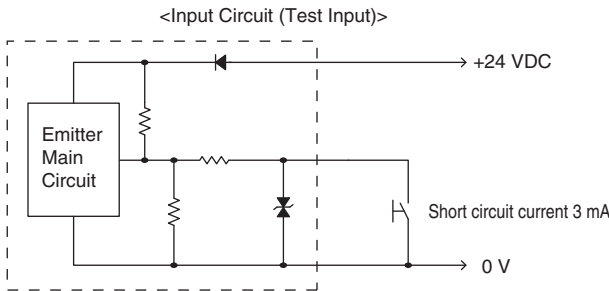 <Input Circuit (Test Input)>
+24 VDC
Emitter
Main
Circuit
Short circuit current 3 mA
0 V